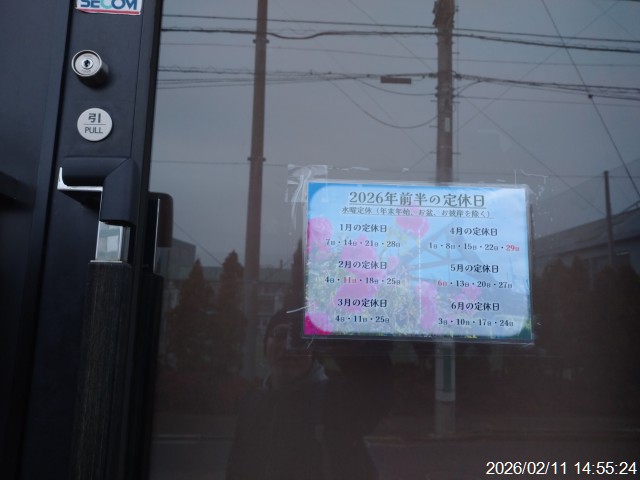 SECOM
引
PULL
2026年前半の定休日
水曜定休(年末年始、お盆、お彼岸を除く)
1月の定休日
7日・14日・21日・28日
2月の定休日
4日・11日・18日・25日
3月の定休日
4日・11日・25日
4月の定休日
1日・8日・15日・22日・29日
5月の定休日
6日・13日・20日・27日
6月の定休日
3日・10日・17日・24日
2026/02/11 14:55:24